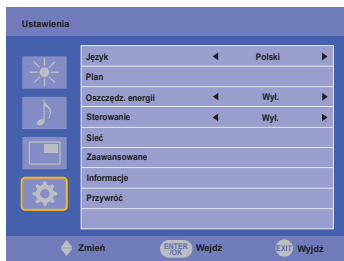 Ustawienia
Język Polski
Plan
Oszczędz. energii Wył.
Sterowanie Wył.
Sieć
Zaawansowane
Informacje
Przywróć
Zmień ENTER /OK Wejdź EXIT Wyjdź